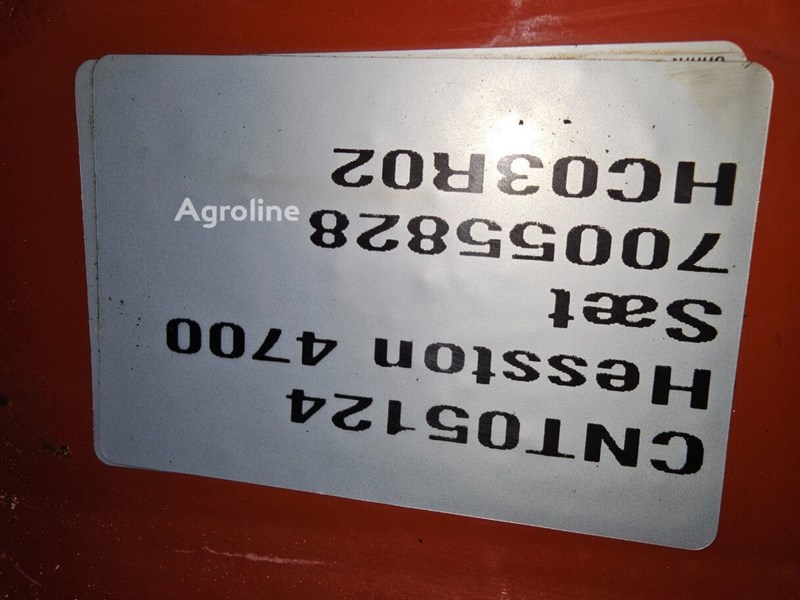 CNT05124
Hesston 4700
Sæt
70055828
HC03R02
Agroline